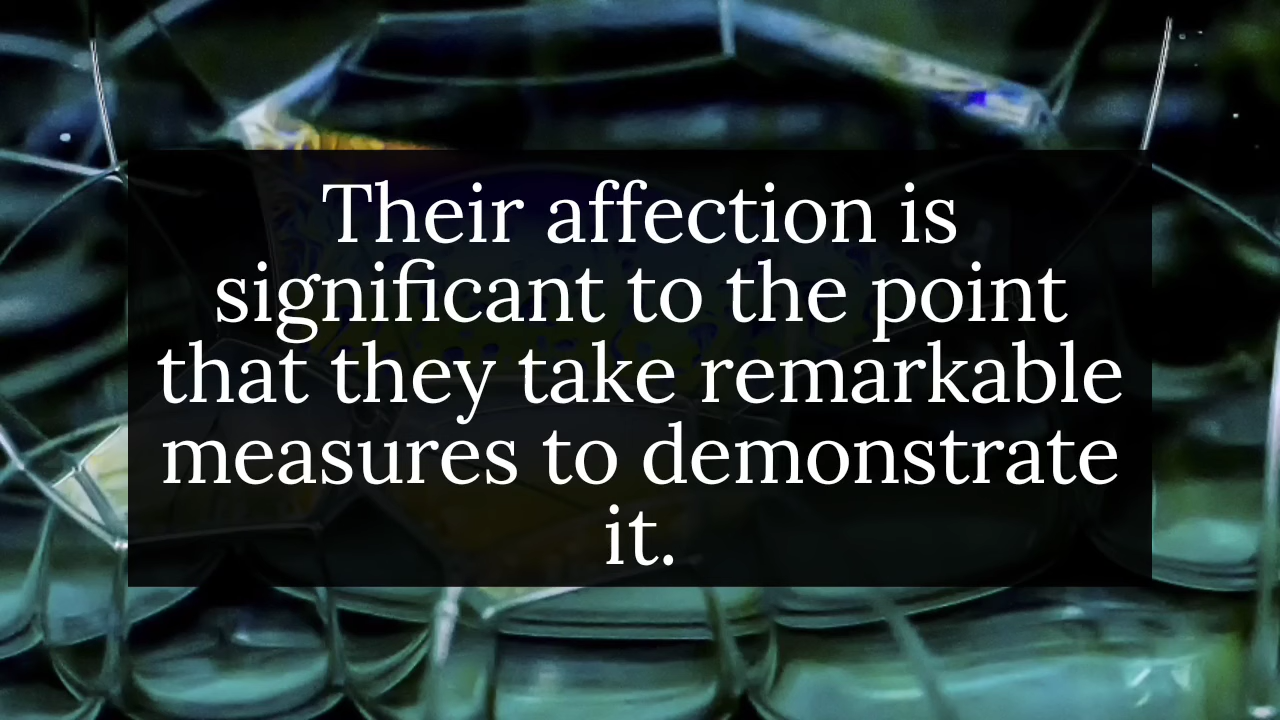 Their affection is
significant to the point
that they take remarkable
measures to demonstrate
it.